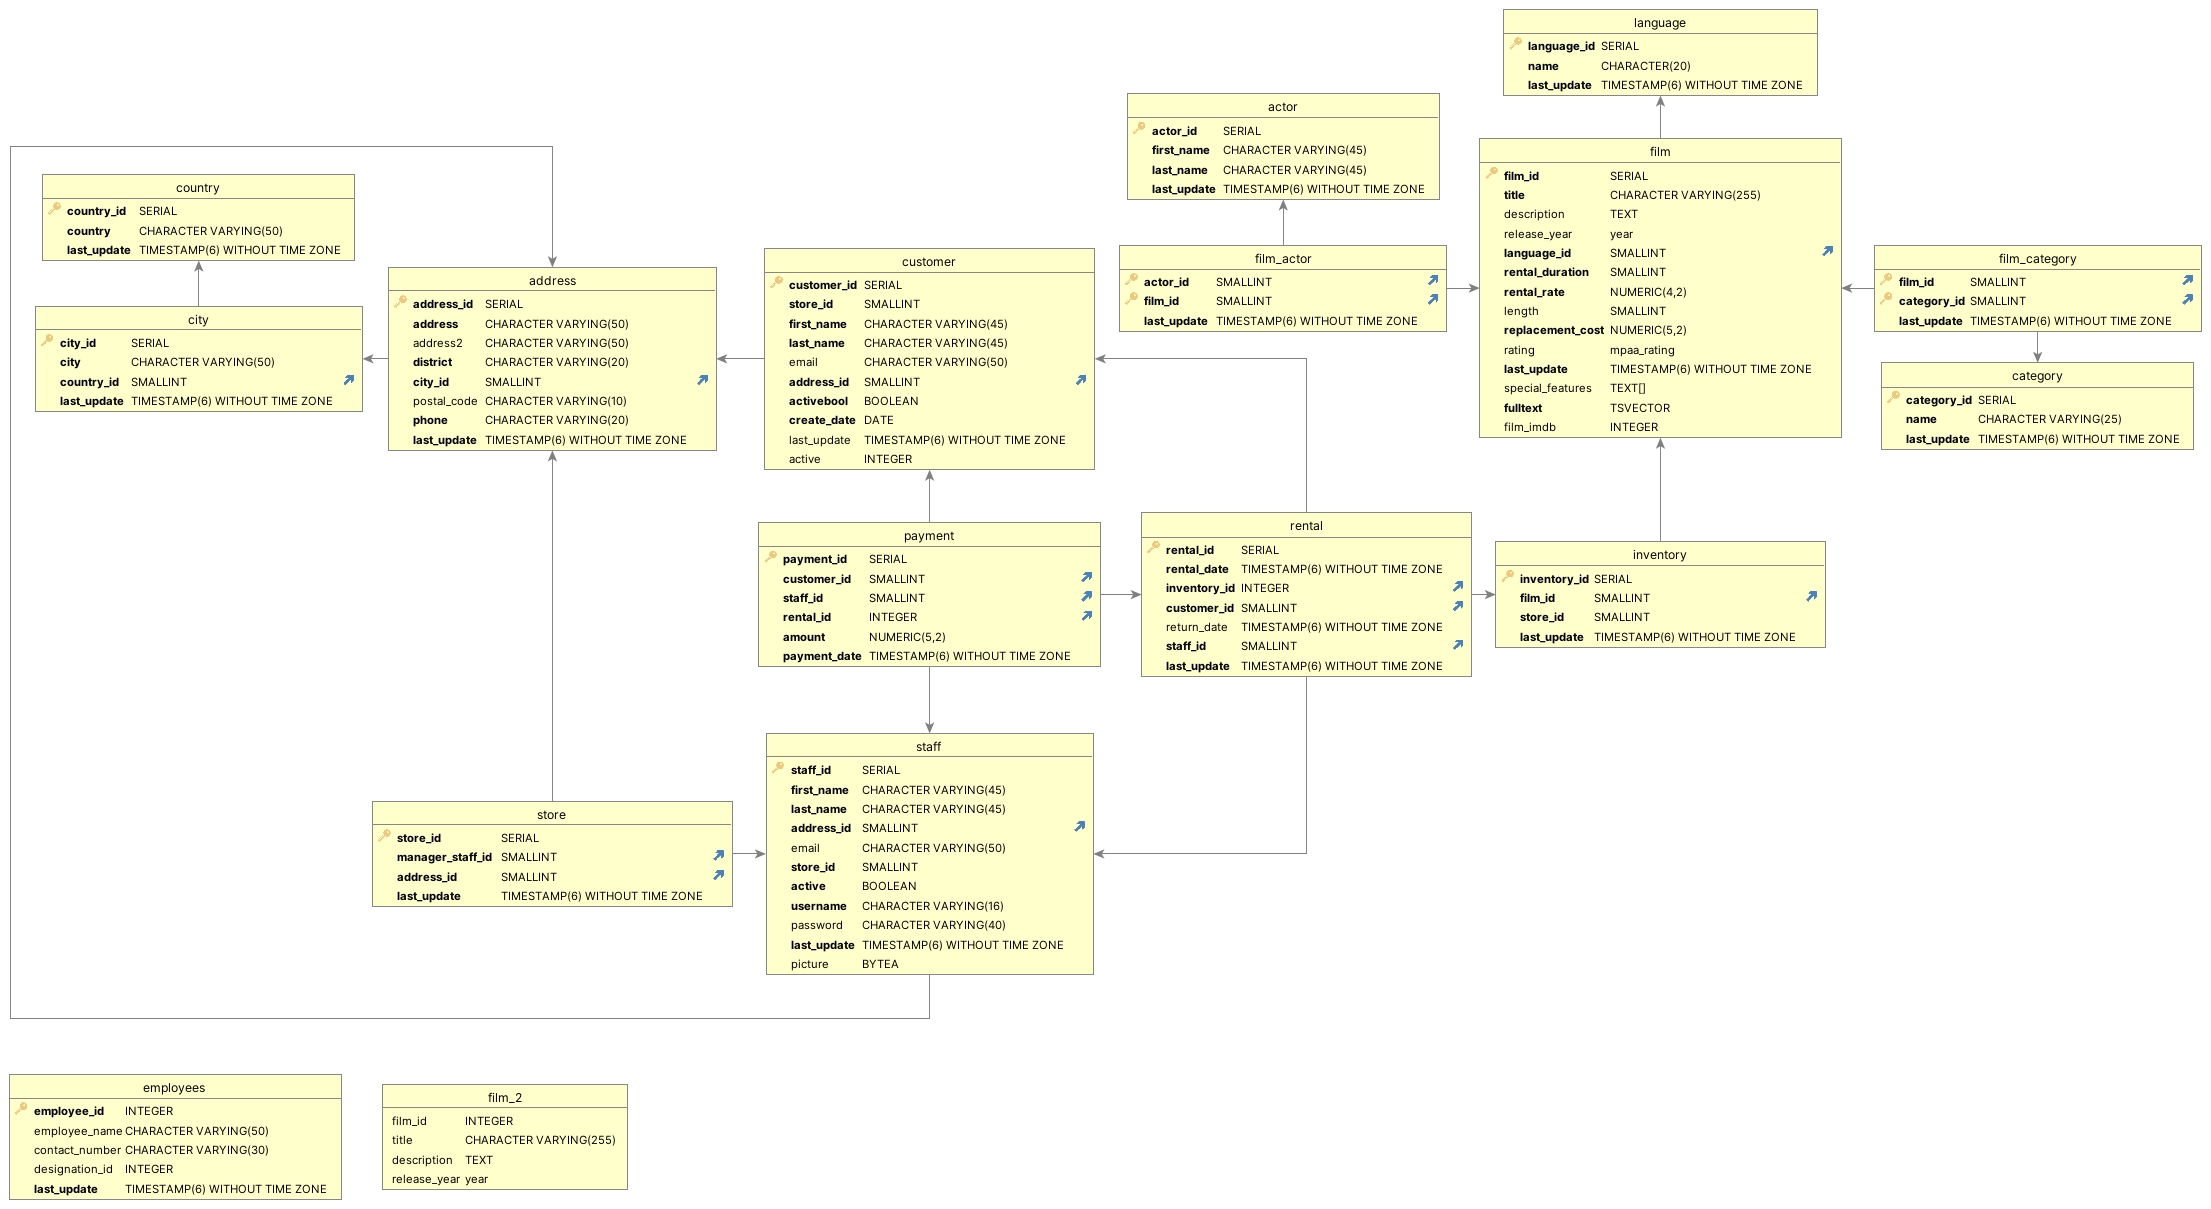 language
language_id SERIAL
name CHARACTER(20)
last_update TIMESTAMP(6) WITHOUT TIME ZONE
actor
actor_id SERIAL
first_name CHARACTER VARYING(45)
last_name CHARACTER VARYING(45)
last_update TIMESTAMP(6) WITHOUT TIME ZONE
film
film_id SERIAL
title CHARACTER VARYING(255)
description TEXT
release_year year
language_id SMALLINT
rental_duration SMALLINT
rental_rate NUMERIC(4,2)
length SMALLINT
replacement_cost NUMERIC(5,2)
rating mpaa_rating
last_update TIMESTAMP(6) WITHOUT TIME ZONE
special_features TEXT[]
fulltext TSVECTOR
film_imdb INTEGER
country
country_id SERIAL
country CHARACTER VARYING(50)
last_update TIMESTAMP(6) WITHOUT TIME ZONE
city
city_id SERIAL
city CHARACTER VARYING(50)
country_id SMALLINT
last_update TIMESTAMP(6) WITHOUT TIME ZONE
address
address_id SERIAL
address CHARACTER VARYING(50)
address2 CHARACTER VARYING(50)
district CHARACTER VARYING(20)
city_id SMALLINT
postal_code CHARACTER VARYING(10)
phone CHARACTER VARYING(20)
last_update TIMESTAMP(6) WITHOUT TIME ZONE
customer
customer_id SERIAL
store_id SMALLINT
first_name CHARACTER VARYING(45)
last_name CHARACTER VARYING(45)
email CHARACTER VARYING(50)
address_id SMALLINT
activebool BOOLEAN
create_date DATE
last_update TIMESTAMP(6) WITHOUT TIME ZONE
active INTEGER
film_actor
actor_id SMALLINT
film_id SMALLINT
last_update TIMESTAMP(6) WITHOUT TIME ZONE
film_category
film_id SMALLINT
category_id SMALLINT
last_update TIMESTAMP(6) WITHOUT TIME ZONE
category
category_id SERIAL
name CHARACTER VARYING(25)
last_update TIMESTAMP(6) WITHOUT TIME ZONE
payment
payment_id SERIAL
customer_id SMALLINT
staff_id SMALLINT
rental_id INTEGER
amount NUMERIC(5,2)
payment_date TIMESTAMP(6) WITHOUT TIME ZONE
rental
rental_id SERIAL
rental_date TIMESTAMP(6) WITHOUT TIME ZONE
inventory_id INTEGER
customer_id SMALLINT
return_date TIMESTAMP(6) WITHOUT TIME ZONE
staff_id SMALLINT
last_update TIMESTAMP(6) WITHOUT TIME ZONE
inventory
inventory_id SERIAL
film_id SMALLINT
store_id SMALLINT
last_update TIMESTAMP(6) WITHOUT TIME ZONE
store
store_id SERIAL
manager_staff_id SMALLINT
address_id SMALLINT
last_update TIMESTAMP(6) WITHOUT TIME ZONE
staff
staff_id SERIAL
first_name CHARACTER VARYING(45)
last_name CHARACTER VARYING(45)
address_id SMALLINT
email CHARACTER VARYING(50)
store_id SMALLINT
active BOOLEAN
username CHARACTER VARYING(16)
password CHARACTER VARYING(40)
last_update TIMESTAMP(6) WITHOUT TIME ZONE
picture BYTEA
employees
employee_id INTEGER
employee_name CHARACTER VARYING(50)
contact_number CHARACTER VARYING(30)
designation_id INTEGER
last_update TIMESTAMP(6) WITHOUT TIME ZONE
film_2
film_id INTEGER
title CHARACTER VARYING(255)
description TEXT
release_year year